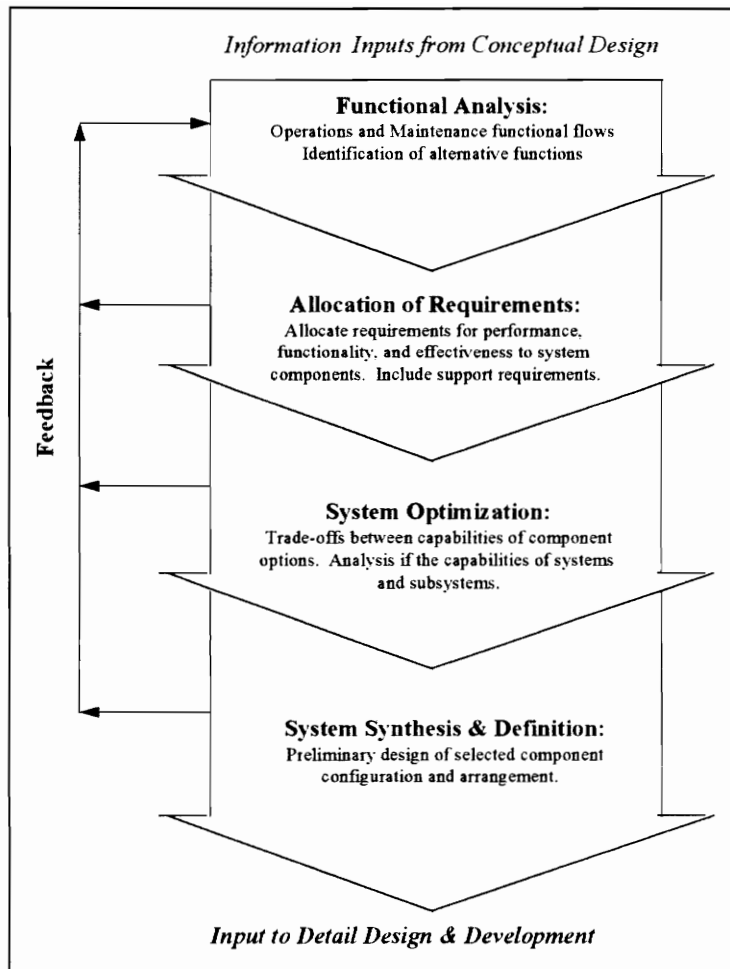 Information Inputs from Conceptual Design
Functional Analysis:
Operations and Maintenance functional flows
Identification of alternative functions
Allocation of Requirements:
Allocate requirements for performance,
functionality, and effectiveness to system
components. Include support requirements.
Feedback
System Optimization:
Trade-offs between capabilities of component
options. Analysis if the capabilities of systems
and subsystems.
System Synthesis & Definition:
Preliminary design of selected component
configuration and arrangement.
Input to Detail Design & Development